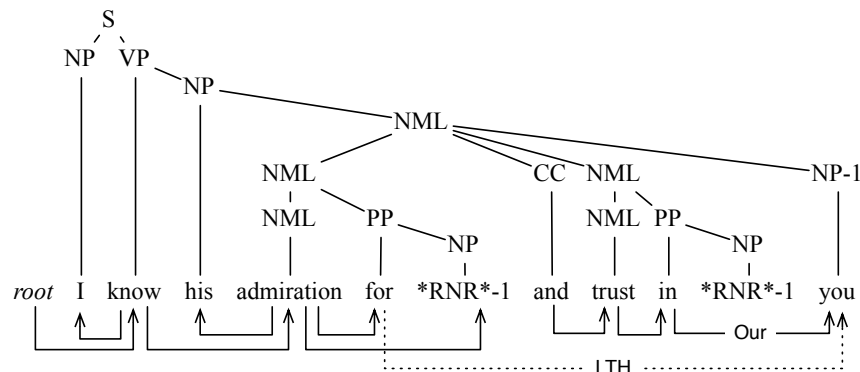 S
NP VP
NP
NML
NML CC NML NP-1
NML PP NML PP
NP NP
root I know his admiration for *RNR*-1 and trust in *RNR*-1 you
Our
LTH